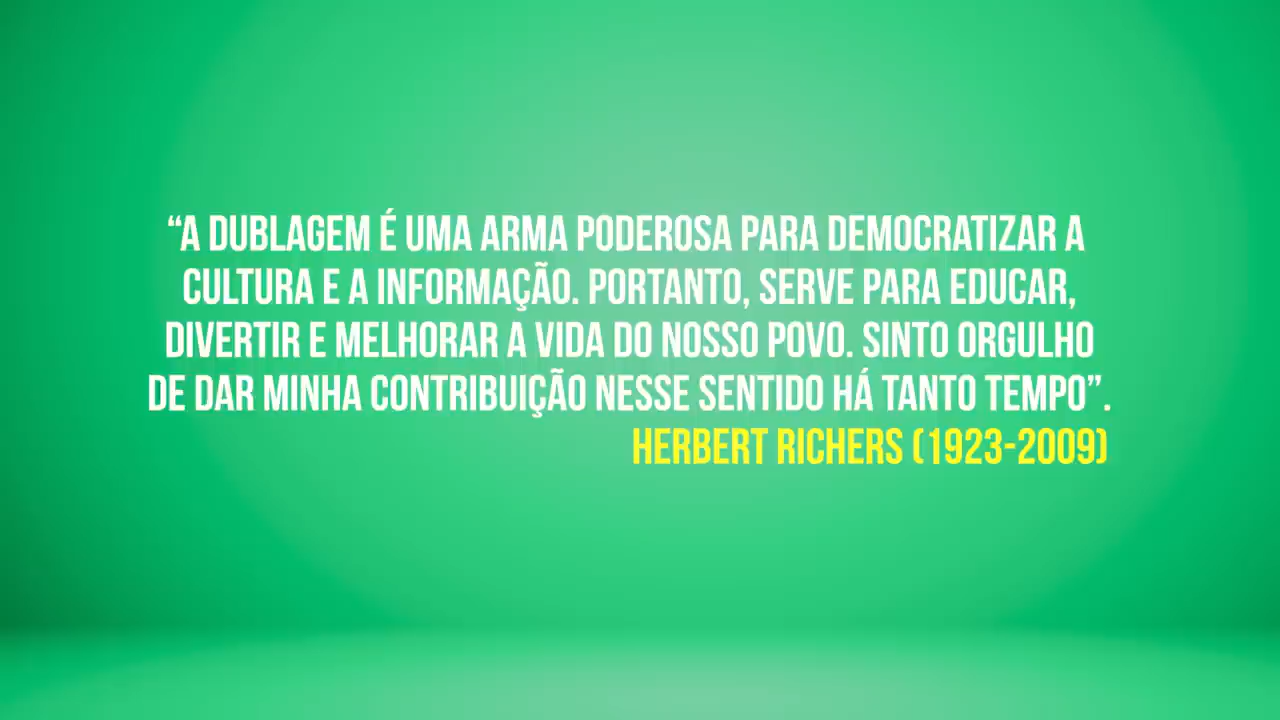 “A DUBLAGEM É UMA ARMA PODEROSA PARA DEMOCRATIZAR A
CULTURA E A INFORMAÇÃO. PORTANTO, SERVE PARA EDUCAR,
DIVERTIR E MELHORAR A VIDA DO NOSSO POVO. SINTO ORGULHO
DE DAR MINHA CONTRIBUIÇÃO NESSE SENTIDO HÁ TANTO TEMPO”.
HERBERT RICHERS (1923-2009)